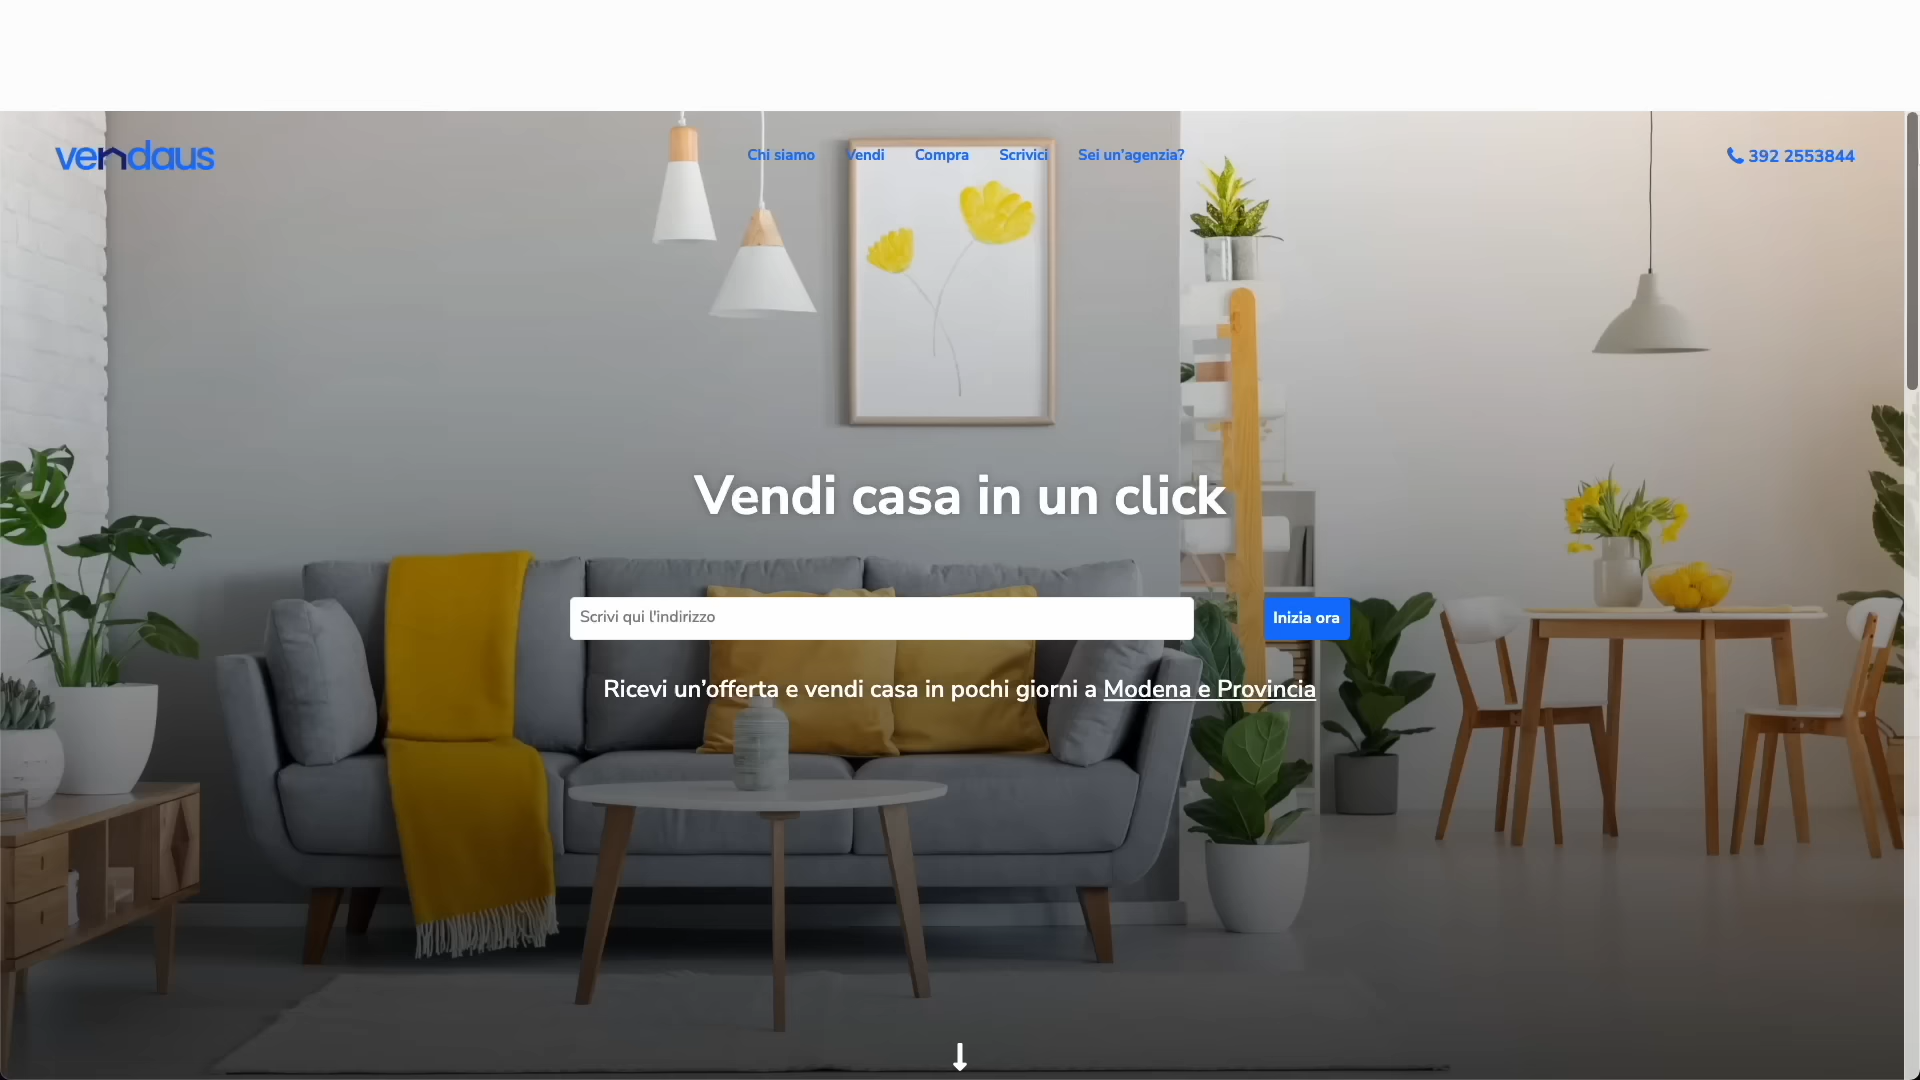 vendaus
Chi siamo
Vendi
Compra
Scrivici
Sei un'agenzia?
392 2553844
Vendi casa in un click
Scrivi qui l'indirizzo
Inizia ora
Ricevi un’offerta e vendi casa in pochi giorni a Modena e Provincia